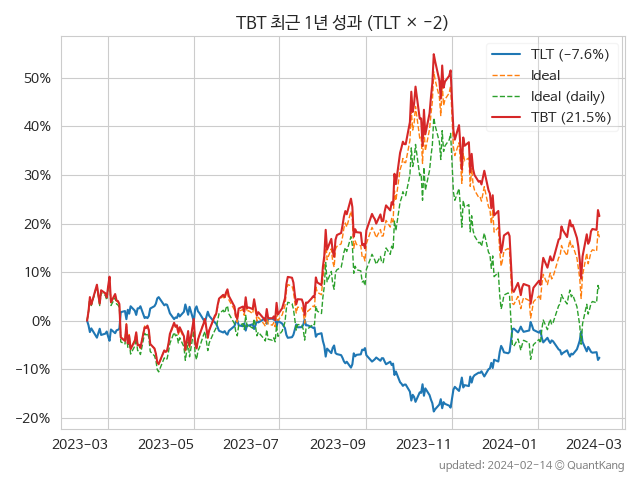 TBT 최근 1년 성과 (TLT × −2)
TLT (−7.6%)
Ideal
Ideal (daily)
TBT (21.5%)
50%
40%
30%
20%
10%
0%
−10%
−20%
2023-03 2023-05 2023-07 2023-09 2023-11 2024-01 2024-03
updated: 2024-02-14 © QuantKang